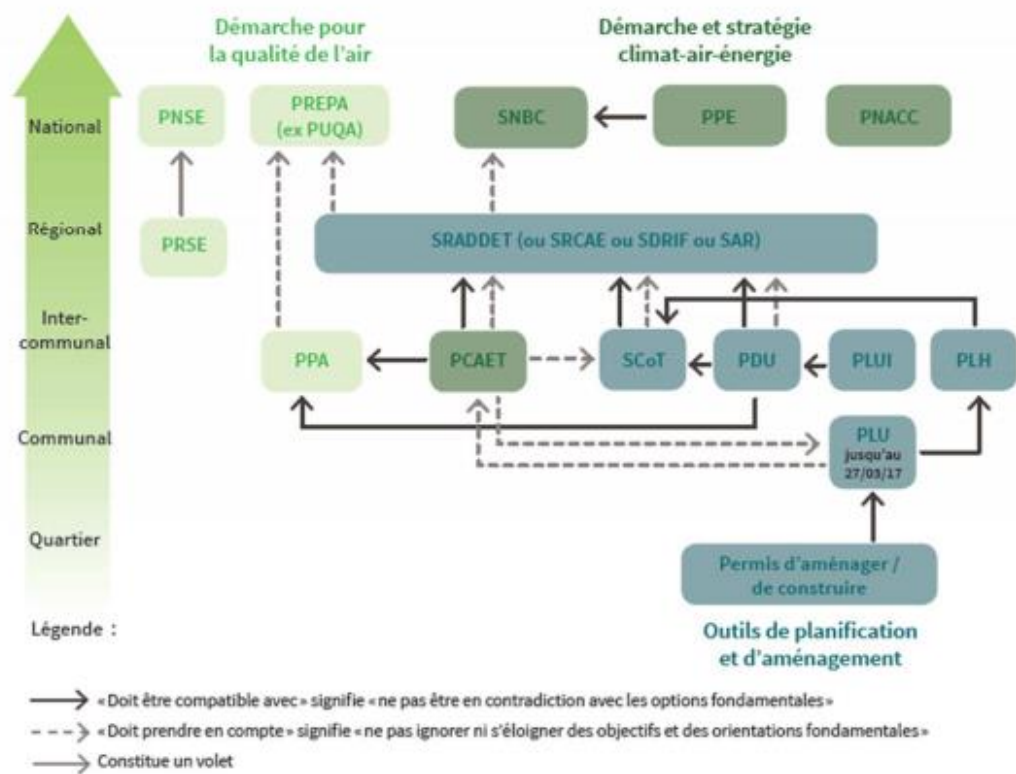 Démarche pour
la qualité de l'air
Démarche et stratégie
climat-air-énergie
National
PNSE
PREPA
(ex PUQA)
SNBC
PPE
PNACC
Régional
PRSE
SRADDET (ou SRCAE ou SDRIF ou SAR)
Inter-
communal
PPA
PCAET
SCoT
PDU
PLUI
PLH
Communal
PLU
jusqu'au
27/03/17
Quartier
Permis d'aménager /
de construire
Légende :
Outils de planification
et d'aménagement
« Doit être compatible avec » signifie « ne pas être en contradiction avec les options fondamentales »
« Doit prendre en compte » signifie « ne pas ignorer ni s'éloigner des objectifs et des orientations fondamentales »
Constitue un volet